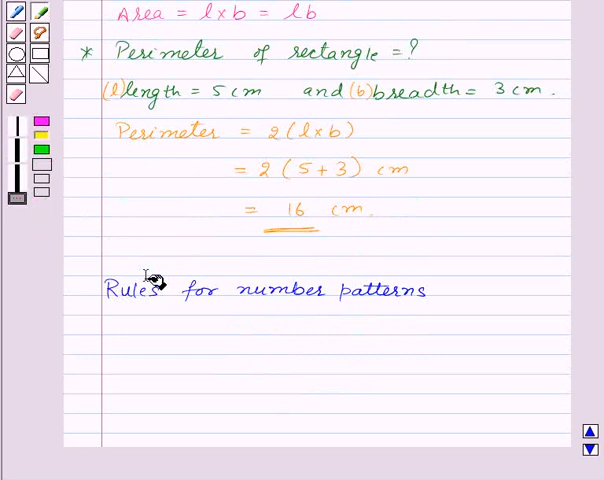 Area = l × b = lb
* Perimeter of rectangle = ?
(l) length = 5 cm and (b) breadth = 3 cm.
Perimeter = 2 (l × b)
= 2 (5 + 3) cm
= 16 cm.
Rules for number patterns